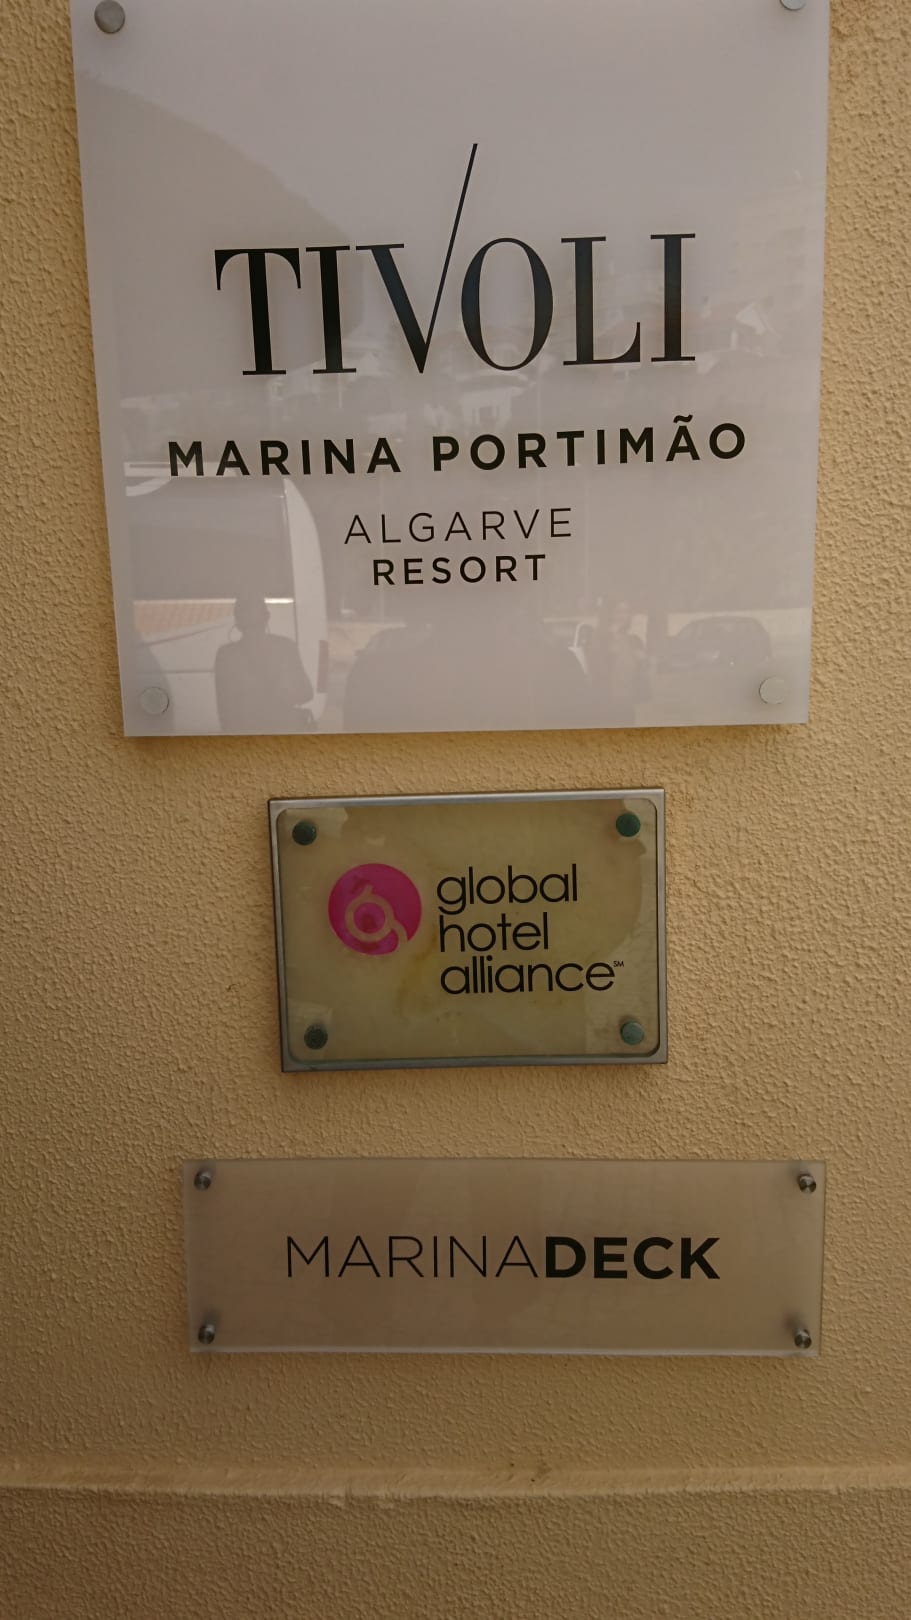 TIVOLI
MARINA PORTIMÃO
ALGARVE
RESORT
global
hotel
alliance℠
MARINADECK